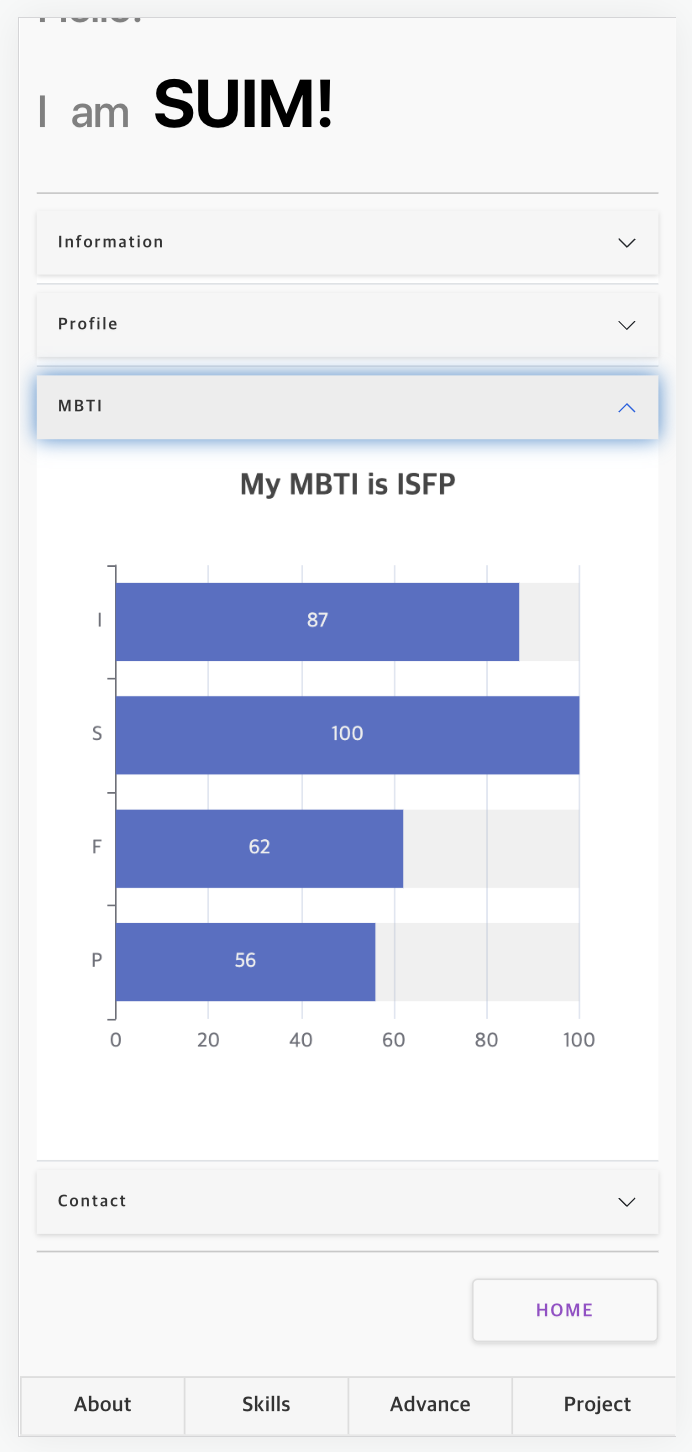 Hello!
I am SUIM!
Information
Profile
MBTI
My MBTI is ISFP
I
87
S
100
F
62
P
56
0 20 40 60 80 100
Contact
HOME
About Skills Advance Project